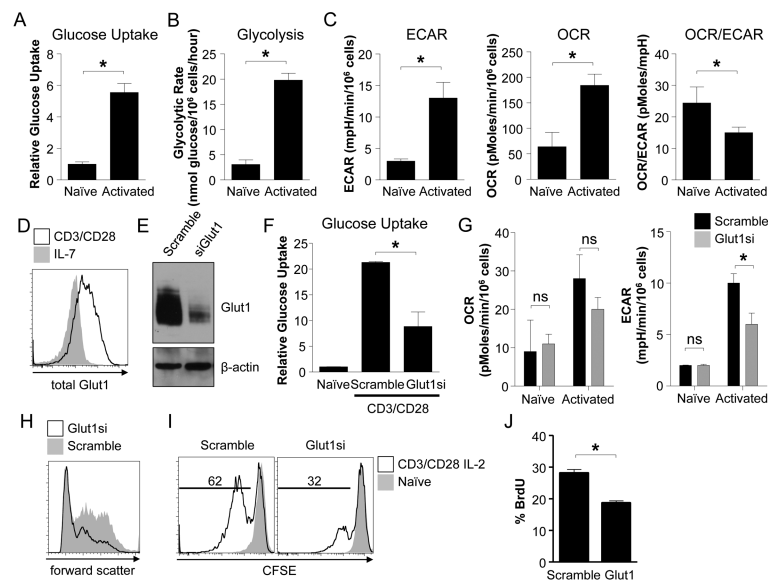 A
Glucose Uptake
Relative Glucose Uptake
8
6
4
2
0
*
Naïve Activated
B
Glycolysis
Glycolytic Rate
(nmol glucose/10⁶ cells/hour)
25
20
15
10
5
0
*
Naïve Activated
C
ECAR
ECAR (mpH/min/10⁶ cells)
20
15
10
5
0
*
Naïve Activated
OCR
OCR (pMoles/min/10⁶ cells)
250
200
150
100
50
*
Naïve Activated
OCR/ECAR
OCR/ECAR (pMoles/mpH)
40
30
20
10
0
*
Naïve Activated
D
CD3/CD28
IL-7
total Glut1
E
Scramble
siGlut1
Glut1
β-actin
F
Glucose Uptake
Relative Glucose Uptake
25
20
15
10
5
0
*
Naïve Scramble Glut1si
CD3/CD28
G
OCR
(pMoles/min/10⁶ cells)
40
30
20
10
0
ns
ns
Naïve Activated
Scramble
Glut1si
ECAR
(mpH/min/10⁶ cells)
15
10
5
0
ns
*
Naïve Activated
H
Glut1si
Scramble
forward scatter
I
Scramble
Glut1si
62
32
CD3/CD28 IL-2
Naïve
CFSE
J
% BrdU
40
30
20
10
0
*
Scramble Glut1